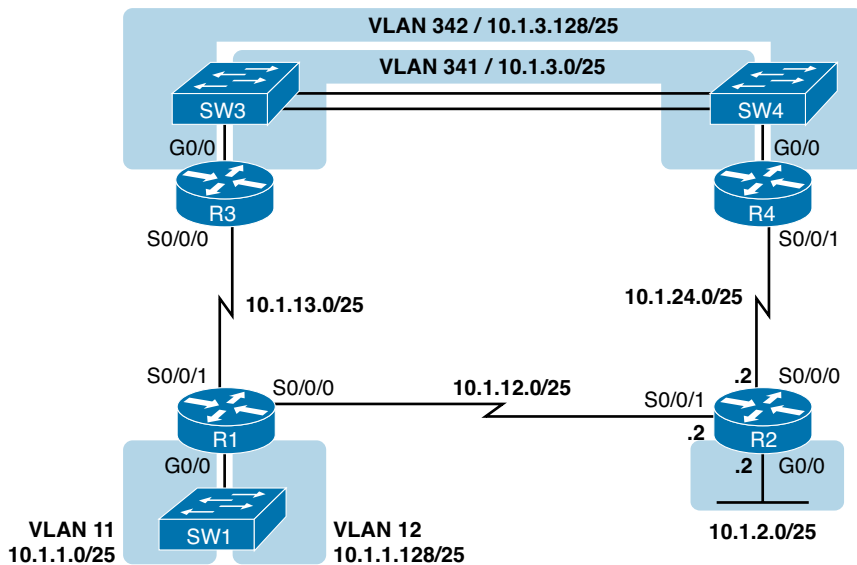 VLAN 342 / 10.1.3.128/25
VLAN 341 / 10.1.3.0/25
SW3
SW4
G0/0
G0/0
R3
R4
S0/0/0
S0/0/1
10.1.13.0/25
10.1.24.0/25
S0/0/1
S0/0/0
10.1.12.0/25
.2
S0/0/0
S0/0/1
R1
.2
R2
G0/0
.2
G0/0
VLAN 11
10.1.1.0/25
SW1
VLAN 12
10.1.1.128/25
10.1.2.0/25